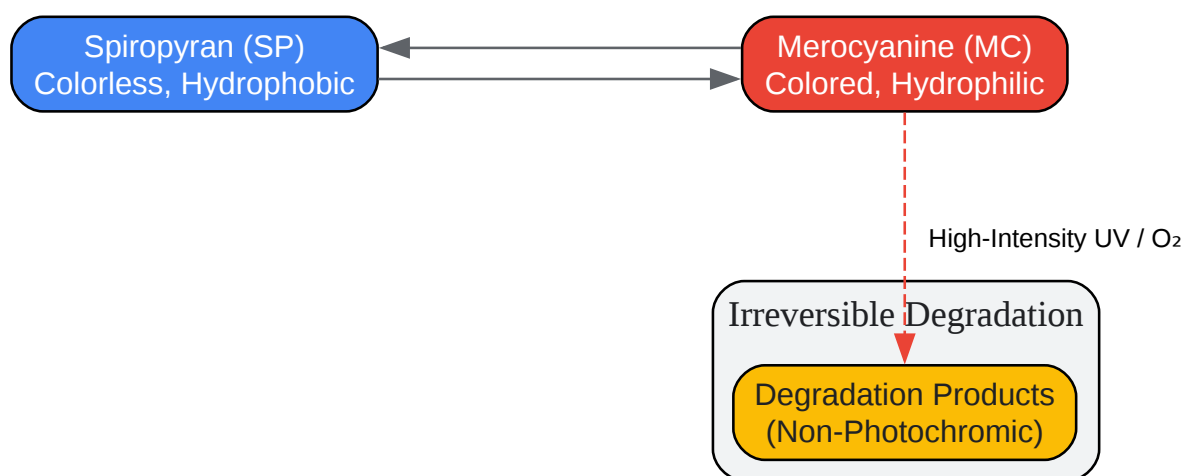 Spiropyran (SP)
Colorless, Hydrophobic
Merocyanine (MC)
Colored, Hydrophilic
High-Intensity UV / O₂
Irreversible Degradation
Degradation Products
(Non-Photochromic)